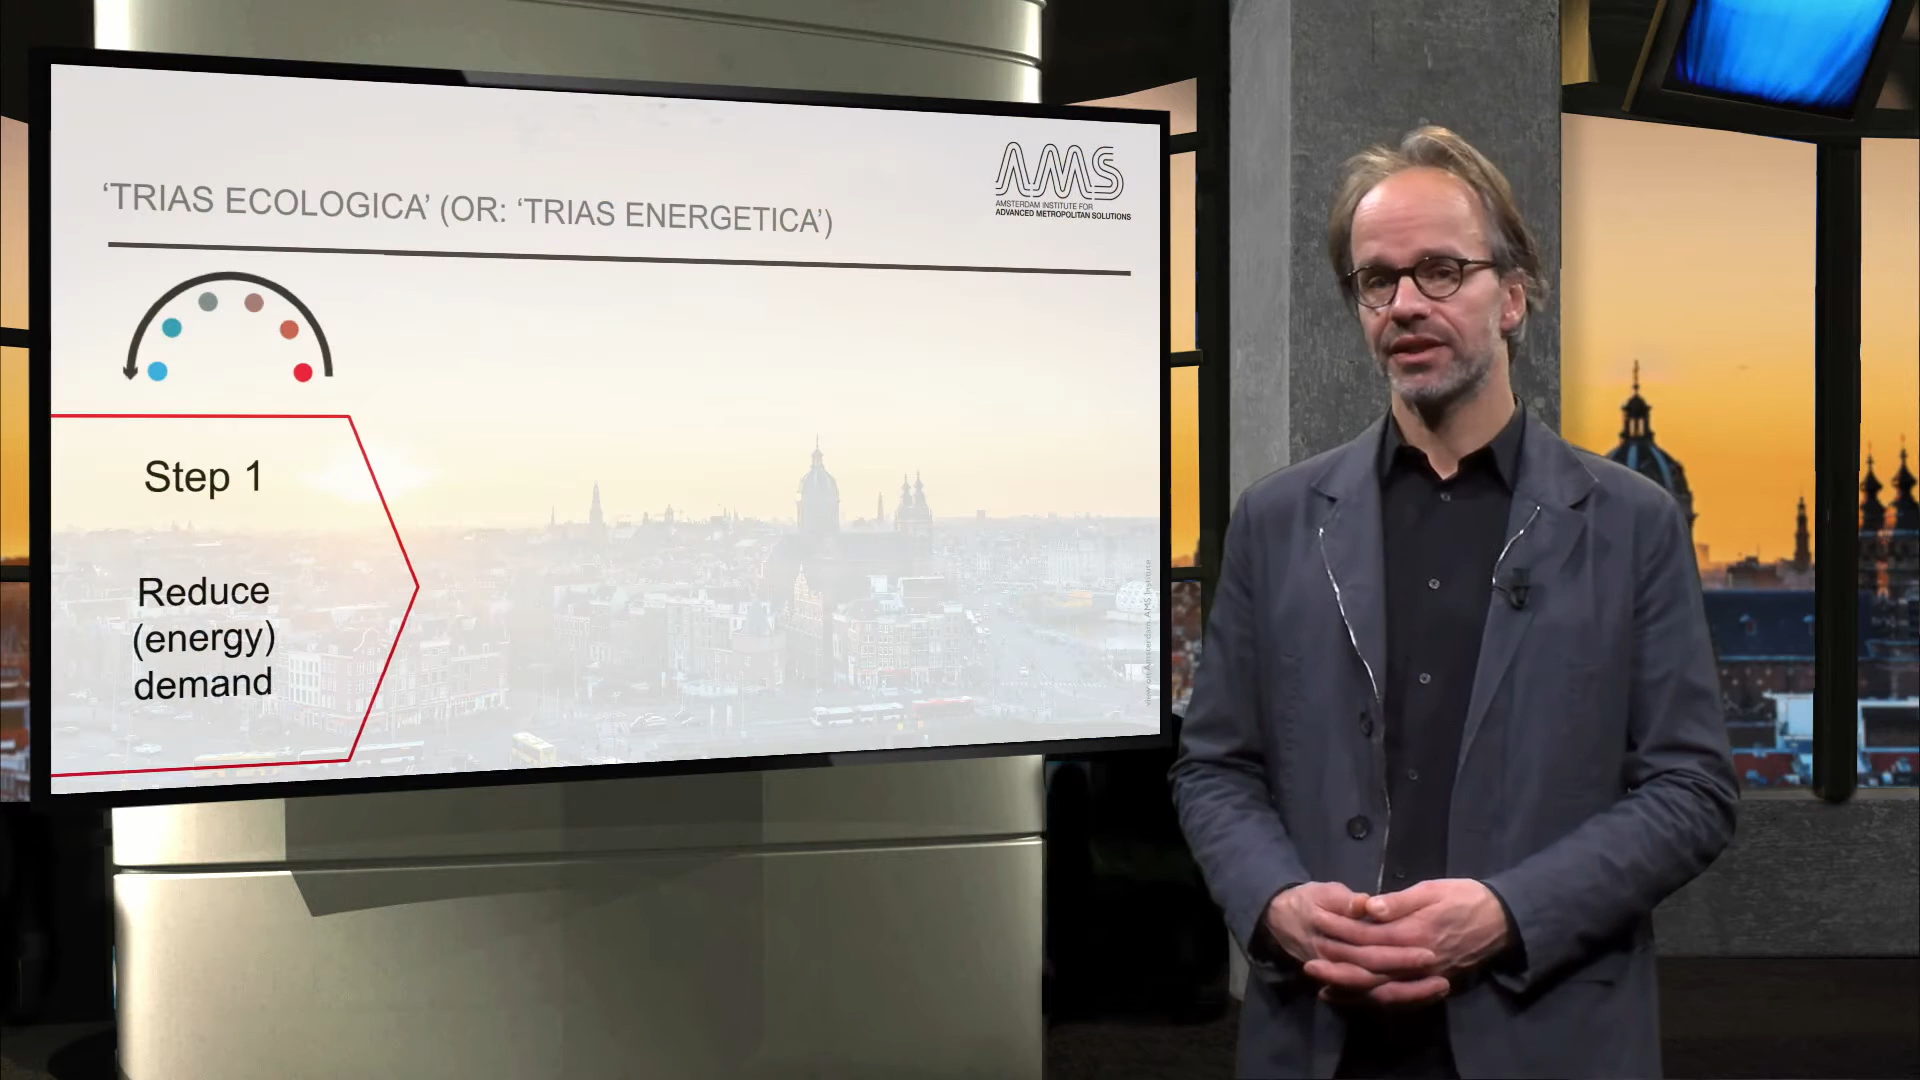 ‘TRIAS ECOLOGICA’ (OR: ‘TRIAS ENERGETICA’)
AMS
AMSTERDAM INSTITUTE FOR
ADVANCED METROPOLITAN SOLUTIONS
Step 1
Reduce
(energy)
demand